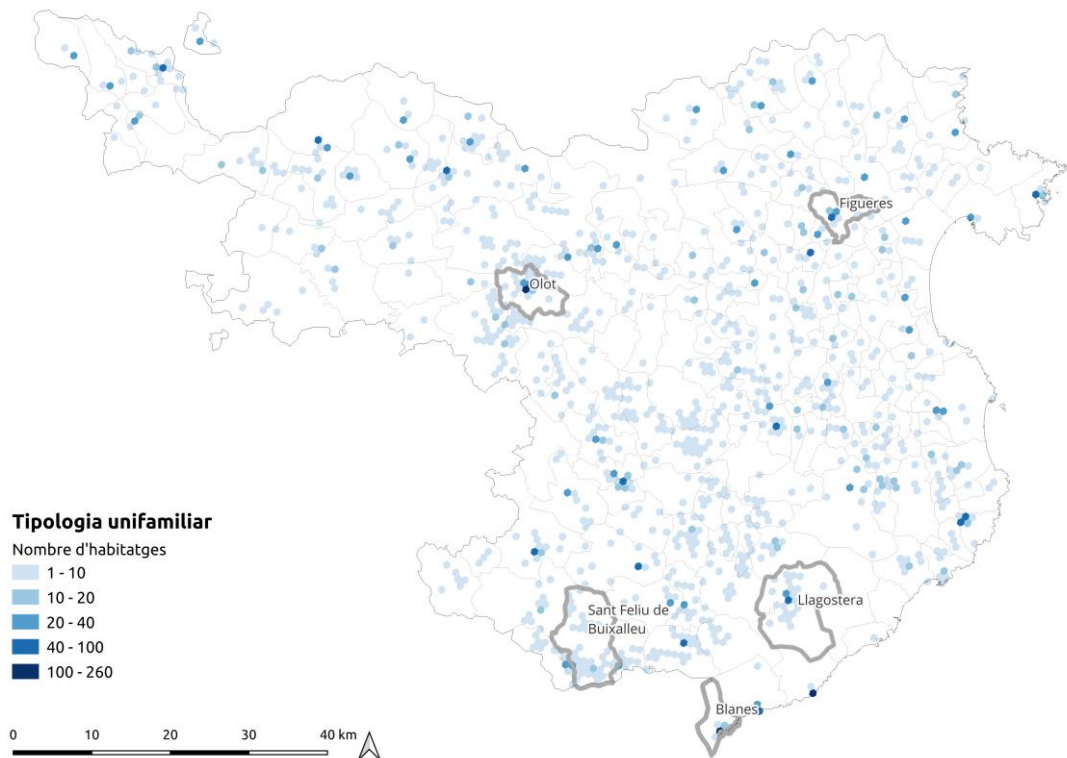 Figueres
Olot
Tipologia unifamiliar
Nombre d'habitatges
1 - 10
10 - 20
20 - 40
40 - 100
100 - 260
Sant Feliu de
Buixalleu
Llagostera
Blanes
0 10 20 30 40 km